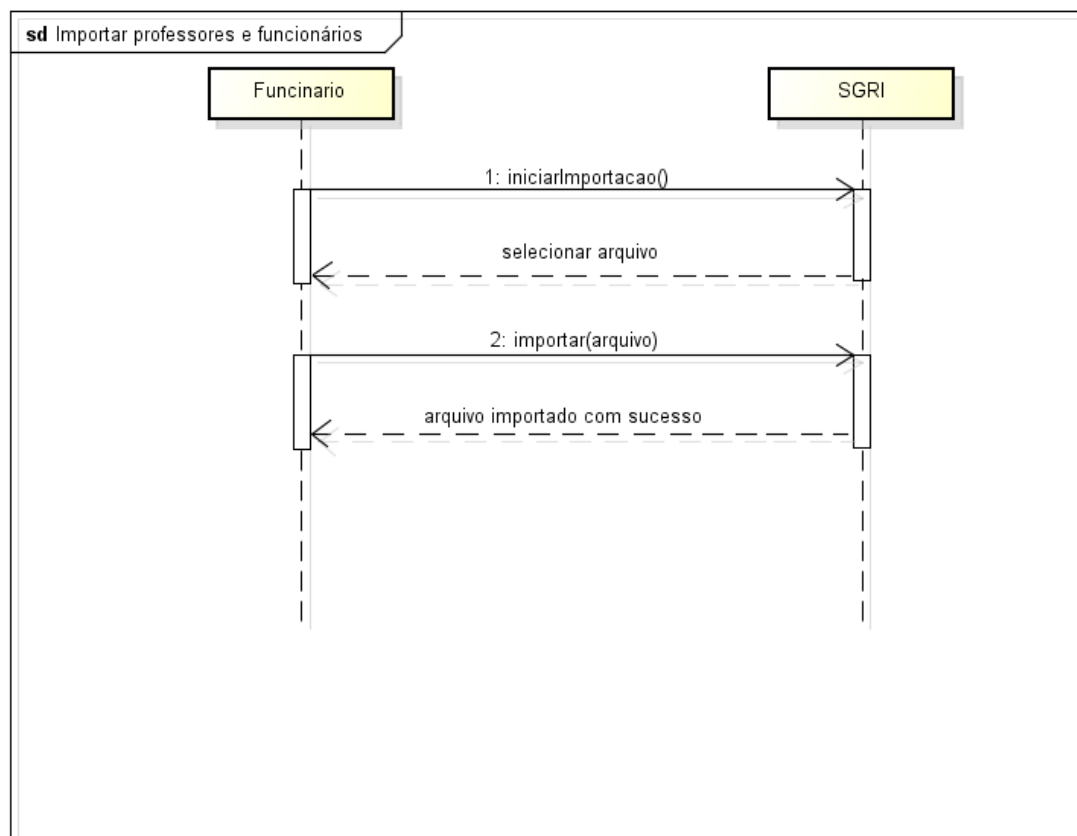 sd Importar professores e funcionários
Funcinario
SGRI
1: iniciarImportacao()
selecionar arquivo
2: importar(arquivo)
arquivo importado com sucesso